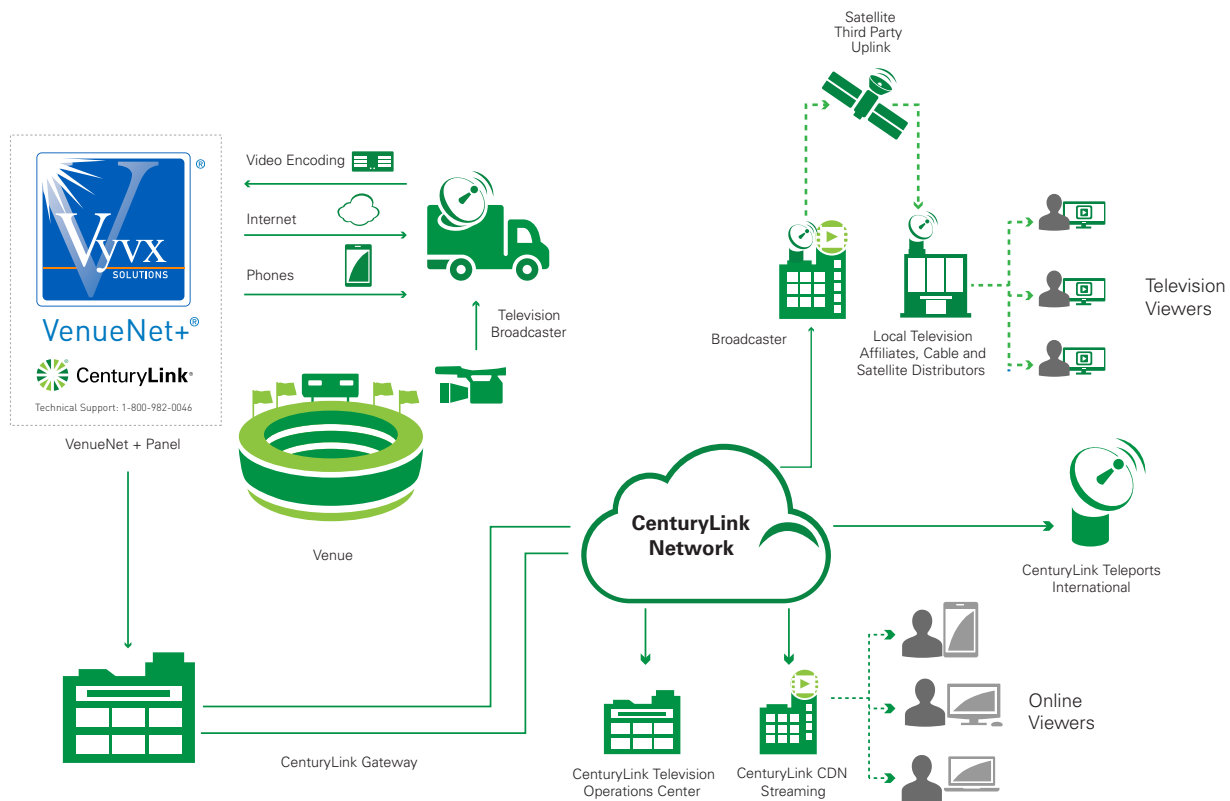 Satellite
Third Party
Uplink
Vyvx
SOLUTIONS
®
VenueNet+®
CenturyLink®
Technical Support: 1-800-982-0046
VenueNet + Panel
Video Encoding
Internet
Phones
Television
Broadcaster
Venue
Broadcaster
Local Television
Affiliates, Cable and
Satellite Distributors
Television
Viewers
CenturyLink
Network
CenturyLink Teleports
International
CenturyLink Gateway
CenturyLink Television
Operations Center
CenturyLink CDN
Streaming
Online
Viewers